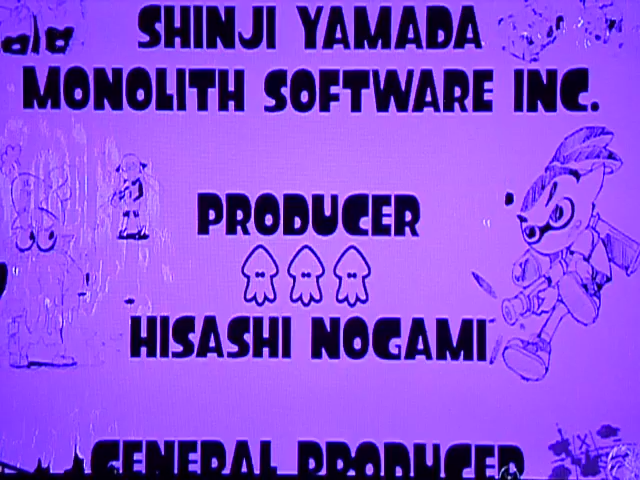 SHINJI YAMADA
MONOLITH SOFTWARE INC.
PRODUCER
HISASHI NOGAMI
GENERAL PRODUCER